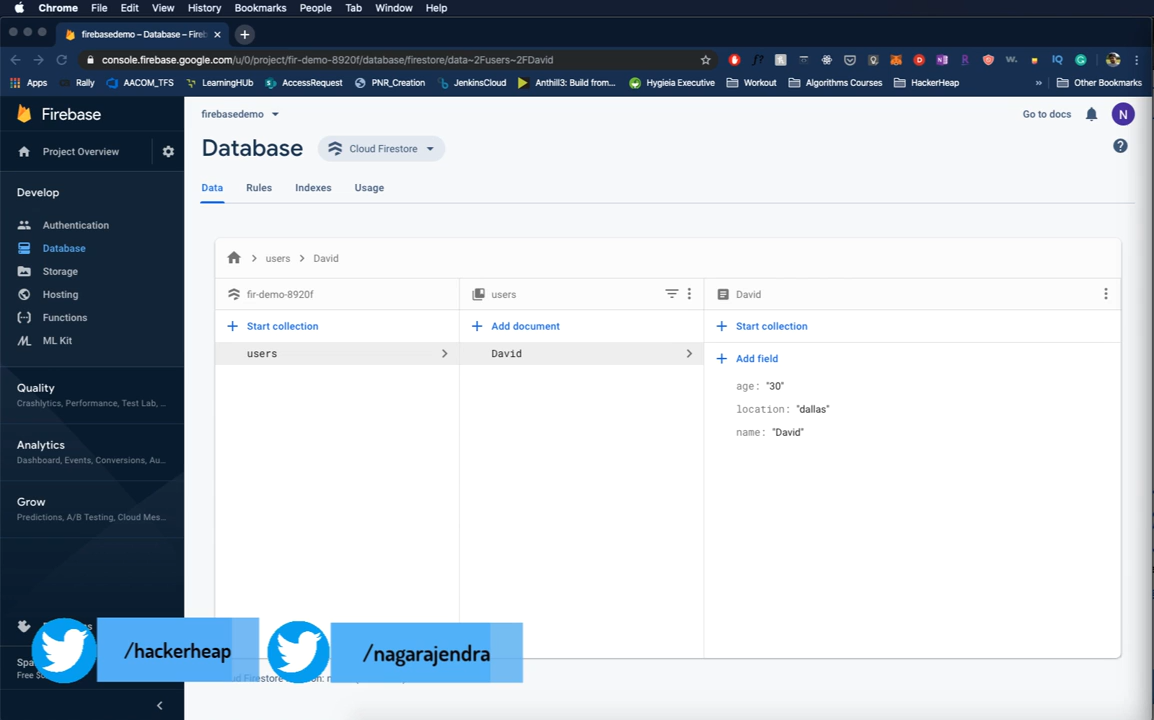 Chrome File Edit View History Bookmarks People Tab Window Help
firebasedemo – Database – Fireb
console.firebase.google.com/u/0/project/fir-demo-8920f/database/firestore/data~2Fusers~2FDavid
Apps Rally AACOM_TFS LearningHUb AccessRequest PNR_Creation JenkinsCloud Anthill3: Build from... Hygieia Executive Workout Algorithms Courses HackerHeap » Other Bookmarks
Firebase
firebasedemo
Go to docs
N
Project Overview
Database
Cloud Firestore
Data Rules Indexes Usage
Develop
Authentication
Database
Storage
Hosting
Functions
ML Kit
Quality
Crashlytics, Performance, Test Lab, ...
Analytics
Dashboard, Events, Conversions, Au...
Grow
Predictions, A/B Testing, Cloud Mes...
users > David
fir-demo-8920f
users
David
+ Start collection
+ Add document
+ Start collection
users
David
+ Add field
age: "30"
location: "dallas"
name: "David"
/hackerheap
/nagarajendra